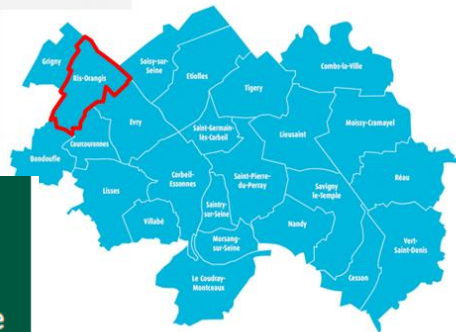 Grigny
Ris-Orangis
Soisy-sur-
Seine
Etiolles
Combs-la-Ville
Tigery
Evry
Saint-Germain-
lès-Corbeil
Lieusaint
Moissy-Cramayel
Courcouronnes
Bondoufle
Lisses
Corbeil-
Essonnes
Saint-Pierre-
du-Perray
Savigny
le-Temple
Réau
Saintry
sur-Seine
Villabé
Morsang-
sur-Seine
Nandy
Vert-
Saint-Denis
Cesson
Le Coudray-
Montceaux
e